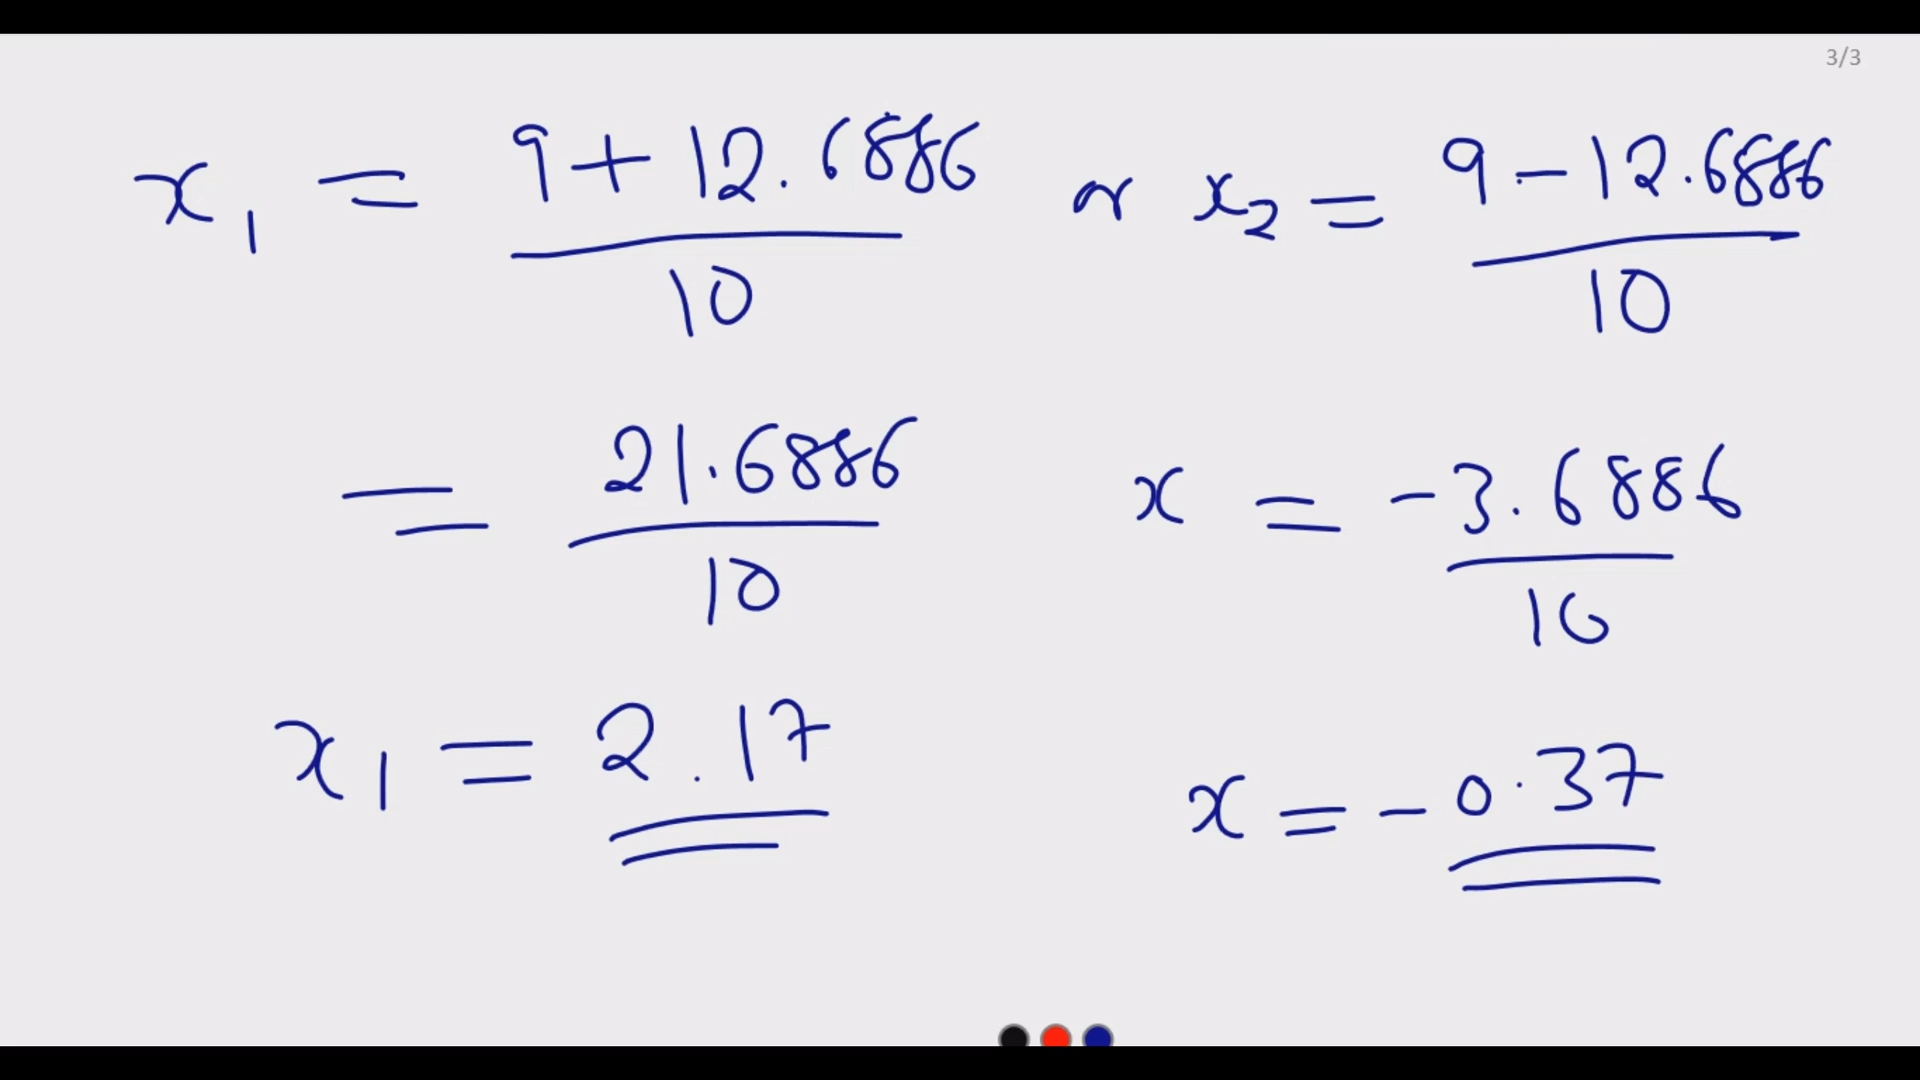 3/3
x₁ = (9 + 12.6886)/10 or x₂ = (9 - 12.6886)/10
= 21.6886/10 x = -3.6886/10
x₁ = 2.17 x = -0.37